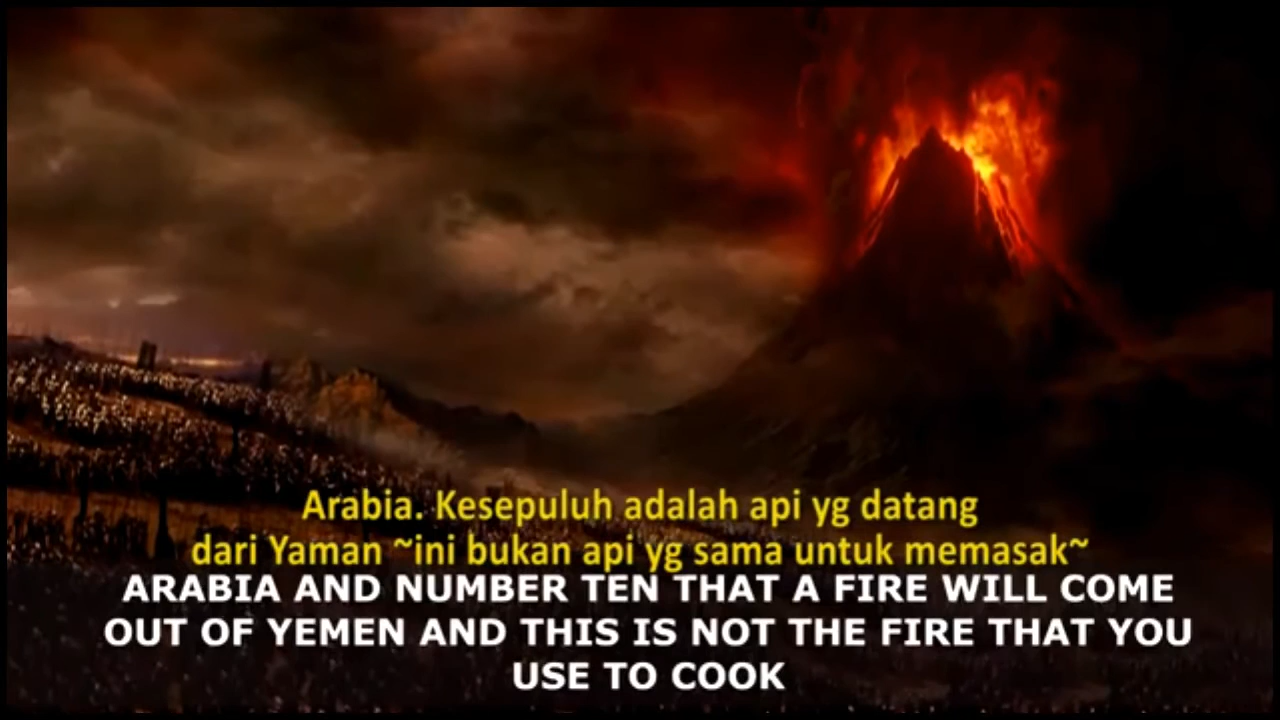 Arabia. Kesepuluh adalah api yg datang
dari Yaman ~ini bukan api yg sama untuk memasak~
ARABIA AND NUMBER TEN THAT A FIRE WILL COME
OUT OF YEMEN AND THIS IS NOT THE FIRE THAT YOU
USE TO COOK